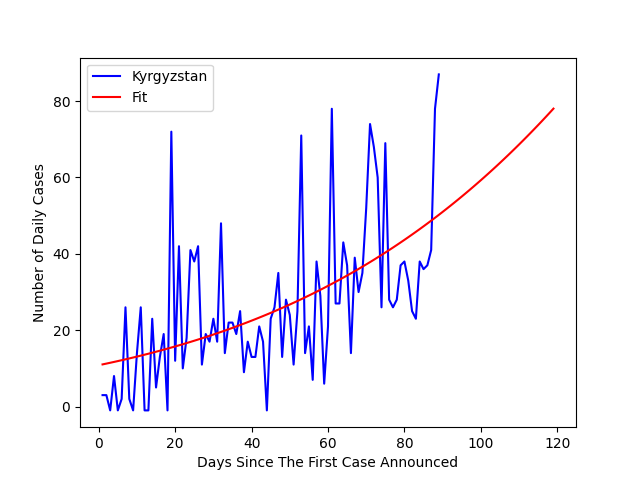 Kyrgyzstan
Fit
80
60
40
20
0
Number of Daily Cases
0 20 40 60 80 100 120
Days Since The First Case Announced